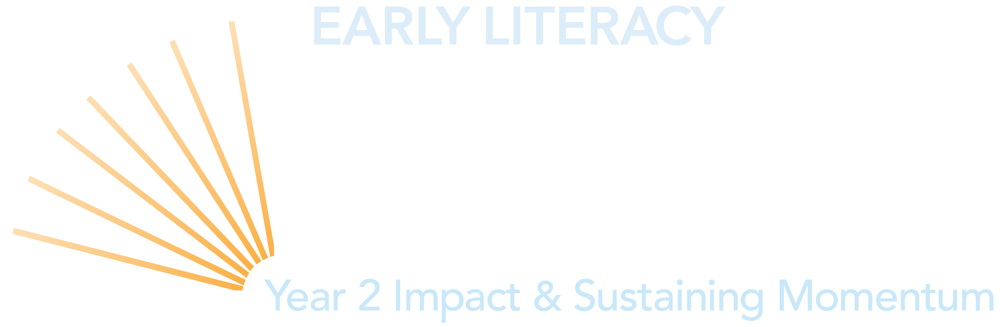 EARLY LITERACY
Year 2 Impact & Sustaining Momentum